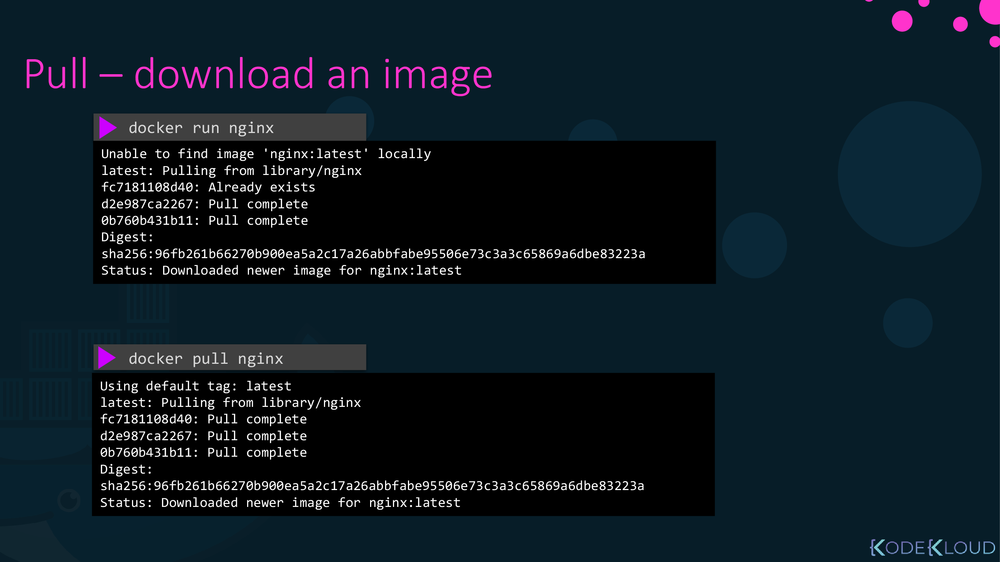 Pull – download an image
docker run nginx
Unable to find image 'nginx:latest' locally
latest: Pulling from library/nginx
fc7181108d40: Already exists
d2e987ca2267: Pull complete
0b760b431b11: Pull complete
Digest:
sha256:96fb261b66270b900ea5a2c17a26abbfabe95506e73c3a3c65869a6dbe83223a
Status: Downloaded newer image for nginx:latest
docker pull nginx
Using default tag: latest
latest: Pulling from library/nginx
fc7181108d40: Pull complete
d2e987ca2267: Pull complete
0b760b431b11: Pull complete
Digest:
sha256:96fb261b66270b900ea5a2c17a26abbfabe95506e73c3a3c65869a6dbe83223a
Status: Downloaded newer image for nginx:latest
KODEKLOUD